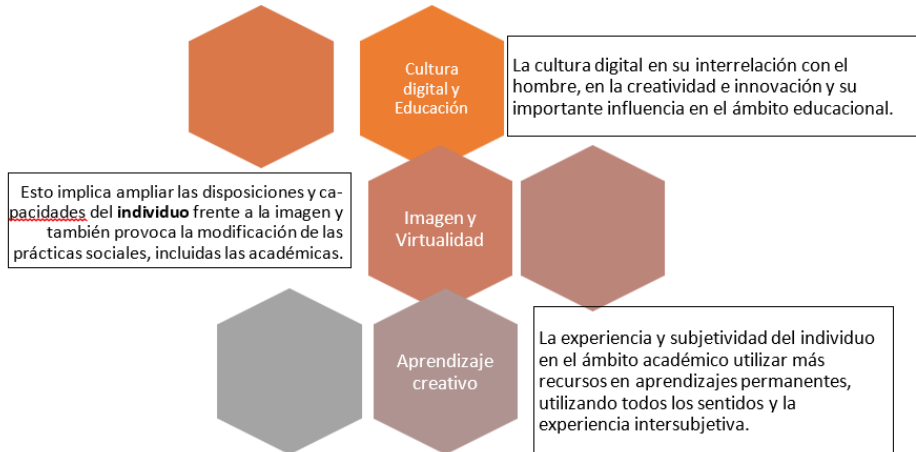 Cultura
digital y
Educación
La cultura digital en su interrelación con el
hombre, en la creatividad e innovación y su
importante influencia en el ámbito educacional.
Esto implica ampliar las disposiciones y ca-
pacidades del individuo frente a la imagen y
también provoca la modificación de las
prácticas sociales, incluidas las académicas.
Imagen y
Virtualidad
Aprendizaje
creativo
La experiencia y subjetividad del individuo
en el ámbito académico utilizar más
recursos en aprendizajes permanentes,
utilizando todos los sentidos y la
experiencia intersubjetiva.